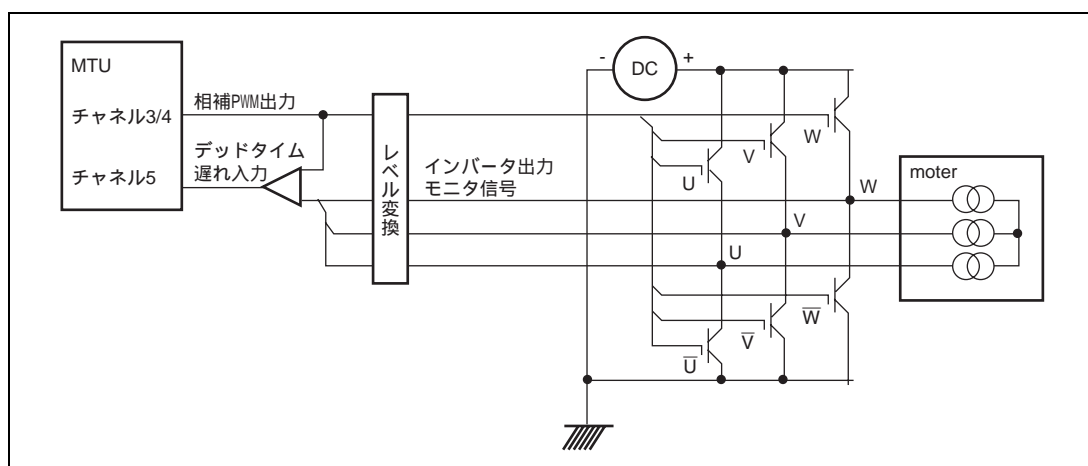 MTU
チャネル3/4
チャネル5
相補PWM出力
デッドタイム
遅れ入力
レベル変換
インバータ出力
モニタ信号
- DC +
W
V
U
W
V
U
W̅
V̅
U̅
moter